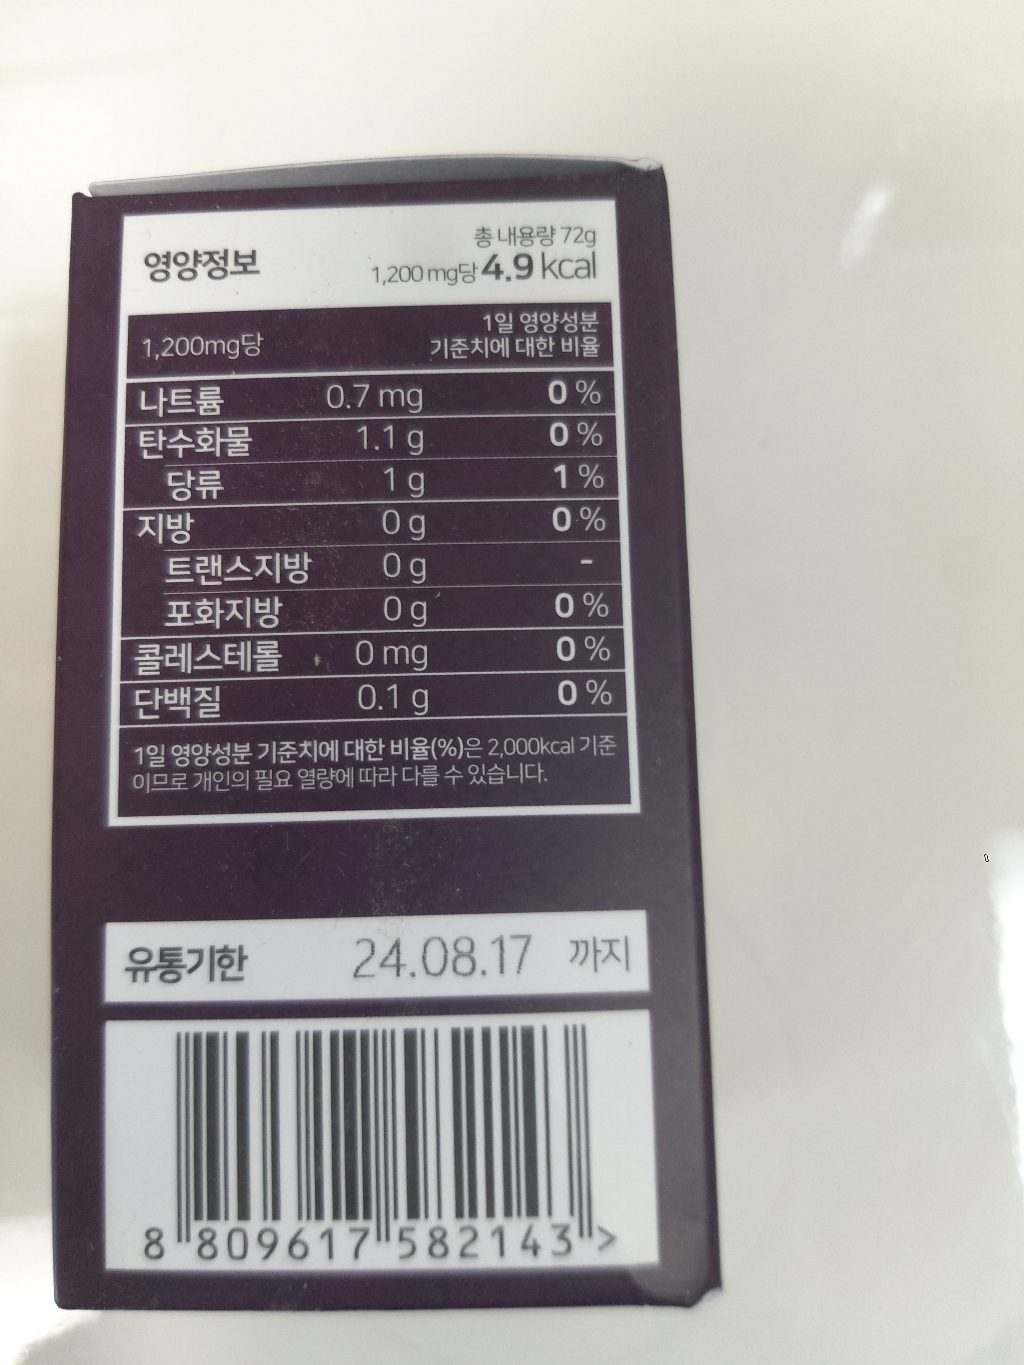 영양정보
총 내용량 72g
1,200 mg당 4.9 kcal
1,200mg당
1일 영양성분
기준치에 대한 비율
나트륨 0.7 mg 0 %
탄수화물 1.1 g 0 %
당류 1 g 1 %
지방 0 g 0 %
트랜스지방 0 g -
포화지방 0 g 0 %
콜레스테롤 0 mg 0 %
단백질 0.1 g 0 %
1일 영양성분 기준치에 대한 비율(%)은 2,000kcal 기준
이므로 개인의 필요 열량에 따라 다를 수 있습니다.
유통기한 24.08.17 까지
8 809617 582143 >